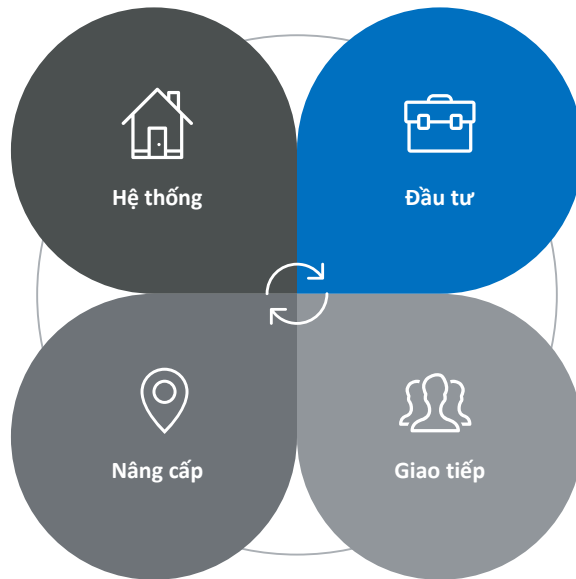 Hệ thống
Đầu tư
Nâng cấp
Giao tiếp